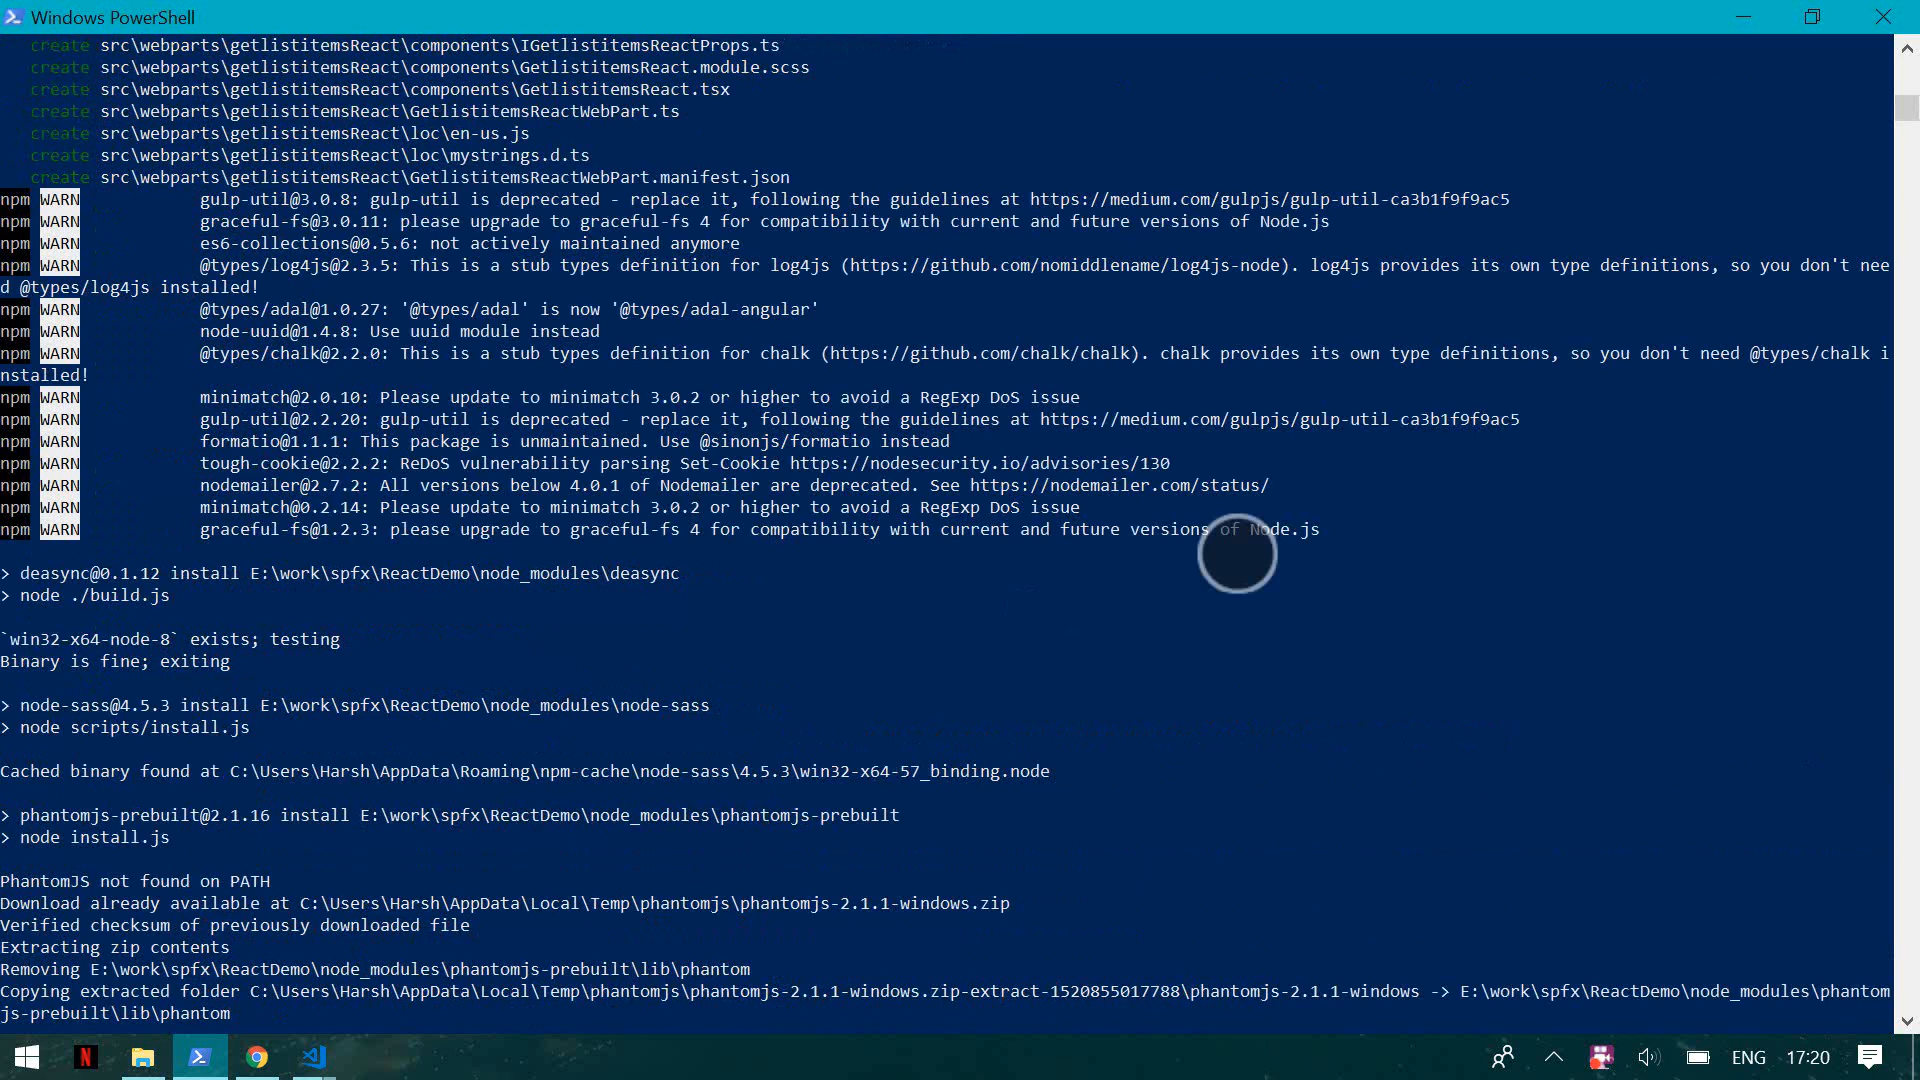 Windows PowerShell
create src\webparts\getlistitemsReact\components\IGetlistitemsReactProps.ts
create src\webparts\getlistitemsReact\components\GetlistitemsReact.module.scss
create src\webparts\getlistitemsReact\components\GetlistitemsReact.tsx
create src\webparts\getlistitemsReact\GetlistitemsReactWebPart.ts
create src\webparts\getlistitemsReact\loc\en-us.js
create src\webparts\getlistitemsReact\loc\mystrings.d.ts
create src\webparts\getlistitemsReact\GetlistitemsReactWebPart.manifest.json
npm WARN gulp-util@3.0.8: gulp-util is deprecated - replace it, following the guidelines at https://medium.com/gulpjs/gulp-util-ca3b1f9f9ac5
npm WARN graceful-fs@3.0.11: please upgrade to graceful-fs 4 for compatibility with current and future versions of Node.js
npm WARN es6-collections@0.5.6: not actively maintained anymore
npm WARN @types/log4js@2.3.5: This is a stub types definition for log4js (https://github.com/nomiddlename/log4js-node). log4js provides its own type definitions, so you don't nee
d @types/log4js installed!
npm WARN @types/adal@1.0.27: '@types/adal' is now '@types/adal-angular'
npm WARN node-uuid@1.4.8: Use uuid module instead
npm WARN @types/chalk@2.2.0: This is a stub types definition for chalk (https://github.com/chalk/chalk). chalk provides its own type definitions, so you don't need @types/chalk i
nstalled!
npm WARN minimatch@2.0.10: Please update to minimatch 3.0.2 or higher to avoid a RegExp DoS issue
npm WARN gulp-util@2.2.20: gulp-util is deprecated - replace it, following the guidelines at https://medium.com/gulpjs/gulp-util-ca3b1f9f9ac5
npm WARN formatio@1.1.1: This package is unmaintained. Use @sinonjs/formatio instead
npm WARN tough-cookie@2.2.2: ReDoS vulnerability parsing Set-Cookie https://nodesecurity.io/advisories/130
npm WARN nodemailer@2.7.2: All versions below 4.0.1 of Nodemailer are deprecated. See https://nodemailer.com/status/
npm WARN minimatch@0.2.14: Please update to minimatch 3.0.2 or higher to avoid a RegExp DoS issue
npm WARN graceful-fs@1.2.3: please upgrade to graceful-fs 4 for compatibility with current and future versions of Node.js
> deasync@0.1.12 install E:\work\spfx\ReactDemo\node_modules\deasync
> node ./build.js
`win32-x64-node-8` exists; testing
Binary is fine; exiting
> node-sass@4.5.3 install E:\work\spfx\ReactDemo\node_modules\node-sass
> node scripts/install.js
Cached binary found at C:\Users\Harsh\AppData\Roaming\npm-cache\node-sass\4.5.3\win32-x64-57_binding.node
> phantomjs-prebuilt@2.1.16 install E:\work\spfx\ReactDemo\node_modules\phantomjs-prebuilt
> node install.js
PhantomJS not found on PATH
Download already available at C:\Users\Harsh\AppData\Local\Temp\phantomjs\phantomjs-2.1.1-windows.zip
Verified checksum of previously downloaded file
Extracting zip contents
Removing E:\work\spfx\ReactDemo\node_modules\phantomjs-prebuilt\lib\phantom
Copying extracted folder C:\Users\Harsh\AppData\Local\Temp\phantomjs\phantomjs-2.1.1-windows.zip-extract-1520855017788\phantomjs-2.1.1-windows -> E:\work\spfx\ReactDemo\node_modules\phantom
js-prebuilt\lib\phantom
N
ENG 17:20